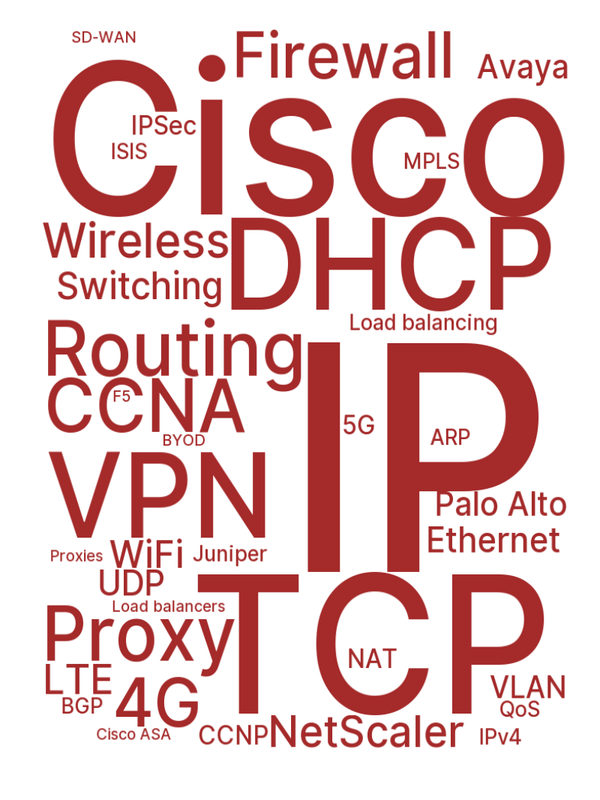 SD-WAN
Firewall
Avaya
Cisco
IPSec
ISIS
MPLS
Wireless
DHCP
Switching
Load balancing
Routing
IP
CCNA
F5
5G
ARP
BYOD
VPN
Palo Alto
Ethernet
Proxies
WiFi
Juniper
UDP
TCP
Load balancers
Proxy
NAT
LTE
4G
VLAN
BGP
QoS
Cisco ASA
CCNP
NetScaler
IPv4